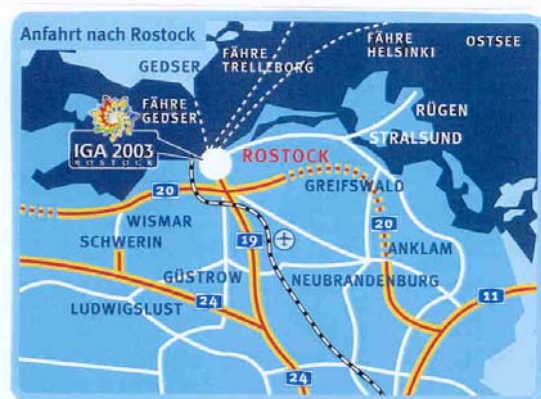 Anfahrt nach Rostock
GEDSER
FÄHRE
TRELLEBORG
FÄHRE
HELSINKI
OSTSEE
FÄHRE
GEDSER
RÜGEN
STRALSUND
IGA 2003
ROSTOCK
ROSTOCK
GREIFSWALD
20
WISMAR
SCHWERIN
19
20
ANKLAM
GÜSTROW
NEUBRANDENBURG
LUDWIGSLUST
24
11
24